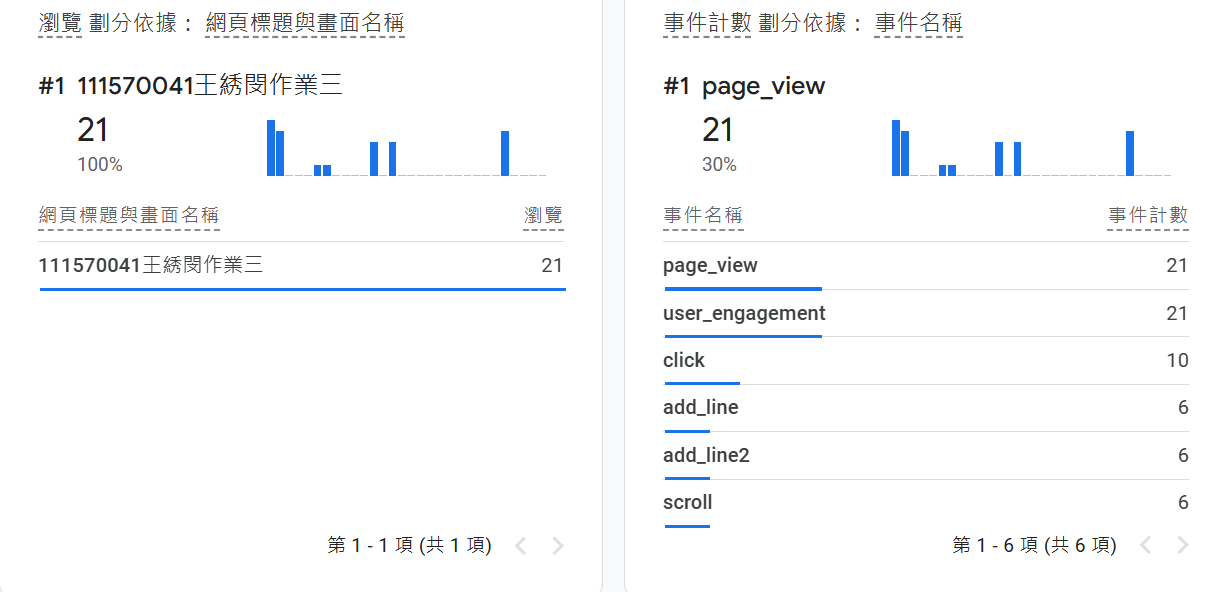 瀏覽 劃分依據： 網頁標題與畫面名稱
#1 111570041王綉閔作業三
21
100%
網頁標題與畫面名稱 瀏覽
111570041王綉閔作業三 21
第 1 - 1 項 (共 1 項)
事件計數 劃分依據： 事件名稱
#1 page_view
21
30%
事件名稱 事件計數
page_view 21
user_engagement 21
click 10
add_line 6
add_line2 6
scroll 6
第 1 - 6 項 (共 6 項)